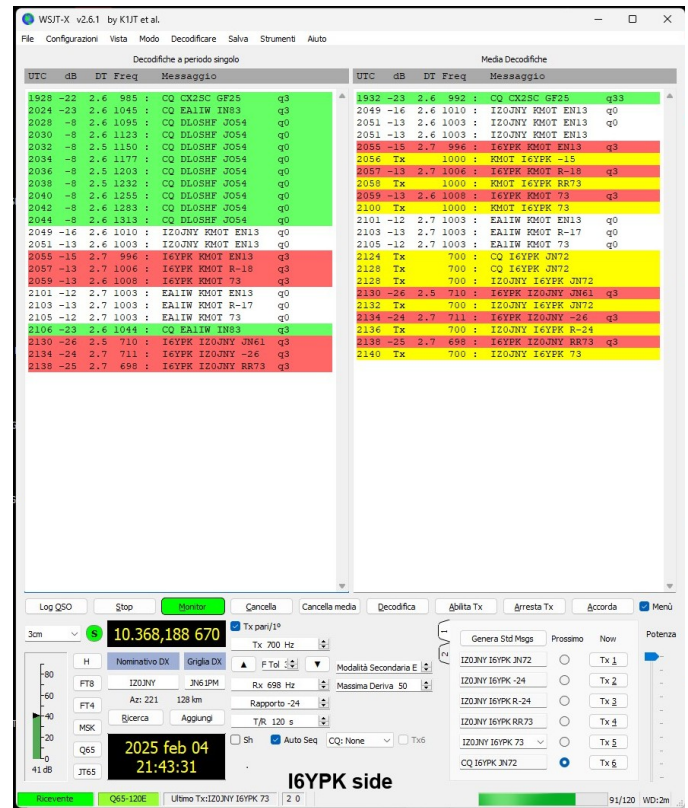 WSJT-X v2.6.1 by K1JT et al.
File Configurazioni Vista Modo Decodificare Salva Strumenti Aiuto
Decodifiche a periodo singolo
UTC dB DT Freq Messaggio
1928 -22 2.6 985 : CQ CX2SC GF25 q3
2024 -23 2.6 1045 : CQ EA1IW IN83 q3
2028 -8 2.6 1095 : CQ DL0SHF JO54 q0
2030 -8 2.6 1123 : CQ DL0SHF JO54 q0
2032 -8 2.5 1150 : CQ DL0SHF JO54 q0
2034 -8 2.6 1177 : CQ DL0SHF JO54 q0
2036 -8 2.5 1203 : CQ DL0SHF JO54 q0
2038 -8 2.5 1232 : CQ DL0SHF JO54 q0
2040 -8 2.6 1255 : CQ DL0SHF JO54 q0
2042 -8 2.6 1283 : CQ DL0SHF JO54 q0
2044 -8 2.6 1313 : CQ DL0SHF JO54 q0
2049 -16 2.6 1010 : IZ0JNY KM0T EN13 q0
2051 -13 2.6 1003 : IZ0JNY KM0T EN13 q0
2055 -15 2.7 996 : I6YPK KM0T EN13 q3
2057 -13 2.7 1006 : I6YPK KM0T R-18 q3
2059 -13 2.6 1008 : I6YPK KM0T 73 q3
2101 -12 2.7 1003 : EA1IW KM0T EN13 q0
2103 -13 2.7 1003 : EA1IW KM0T R-17 q0
2105 -12 2.7 1003 : EA1IW KM0T 73 q0
2106 -23 2.6 1044 : CQ EA1IW IN83 q3
2130 -26 2.5 710 : I6YPK IZ0JNY JN61 q3
2134 -24 2.7 711 : I6YPK IZ0JNY -26 q3
2138 -25 2.7 698 : I6YPK IZ0JNY RR73 q3
Media Decodifiche
UTC dB DT Freq Messaggio
1932 -23 2.6 992 : CQ CX2SC GF25 q33
2049 -16 2.6 1010 : IZ0JNY KM0T EN13 q0
2051 -13 2.6 1003 : IZ0JNY KM0T EN13 q0
2051 -13 2.6 1003 : IZ0JNY KM0T EN13
2055 -15 2.7 996 : I6YPK KM0T EN13 q3
2056 Tx 1000 : KM0T I6YPK -15
2057 -13 2.7 1006 : I6YPK KM0T R-18 q3
2058 Tx 1000 : KM0T I6YPK RR73
2059 -13 2.6 1008 : I6YPK KM0T 73 q3
2100 Tx 1000 : KM0T I6YPK 73
2101 -12 2.7 1003 : EA1IW KM0T EN13 q0
2103 -13 2.7 1003 : EA1IW KM0T R-17 q0
2105 -12 2.7 1003 : EA1IW KM0T 73 q0
2124 Tx 700 : CQ I6YPK JN72
2128 Tx 700 : CQ I6YPK JN72
2128 Tx 700 : IZ0JNY I6YPK JN72
2130 -26 2.5 710 : I6YPK IZ0JNY JN61 q3
2132 Tx 700 : IZ0JNY I6YPK JN72
2134 -24 2.7 711 : I6YPK IZ0JNY -26 q3
2136 Tx 700 : IZ0JNY I6YPK R-24
2138 -25 2.7 698 : I6YPK IZ0JNY RR73 q3
2140 Tx 700 : IZ0JNY I6YPK 73
Log QSO Stop Monitor Cancella Cancella media Decodifica Abilita Tx Arresta Tx Accorda Menù
3cm S 10.368,188 670
Tx pari/1º
Tx 700 Hz
F Tol
Rx 698 Hz
Rapporto -24
T/R 120 s
Modalità Secondaria E
Massima Deriva 50
Sh Auto Seq CQ: None Tx6
-80
-60
-40
-20
-0
41 dB
H
FT8
FT4
MSK
Q65
JT65
Nominativo DX Griglia DX
IZ0JNY JN61PM
Az: 221 128 km
Ricerca Aggiungi
2025 feb 04
21:43:31
1
2
Genera Std Msgs Prossimo Now Potenza
IZ0JNY I6YPK JN72 Tx 1
IZ0JNY I6YPK -24 Tx 2
IZ0JNY I6YPK R-24 Tx 3
IZ0JNY I6YPK RR73 Tx 4
IZ0JNY I6YPK 73 Tx 5
CQ I6YPK JN72 Tx 6
I6YPK side
Ricevente Q65-120E Ultimo Tx:IZ0JNY I6YPK 73 2 0 91/120 WD:2m